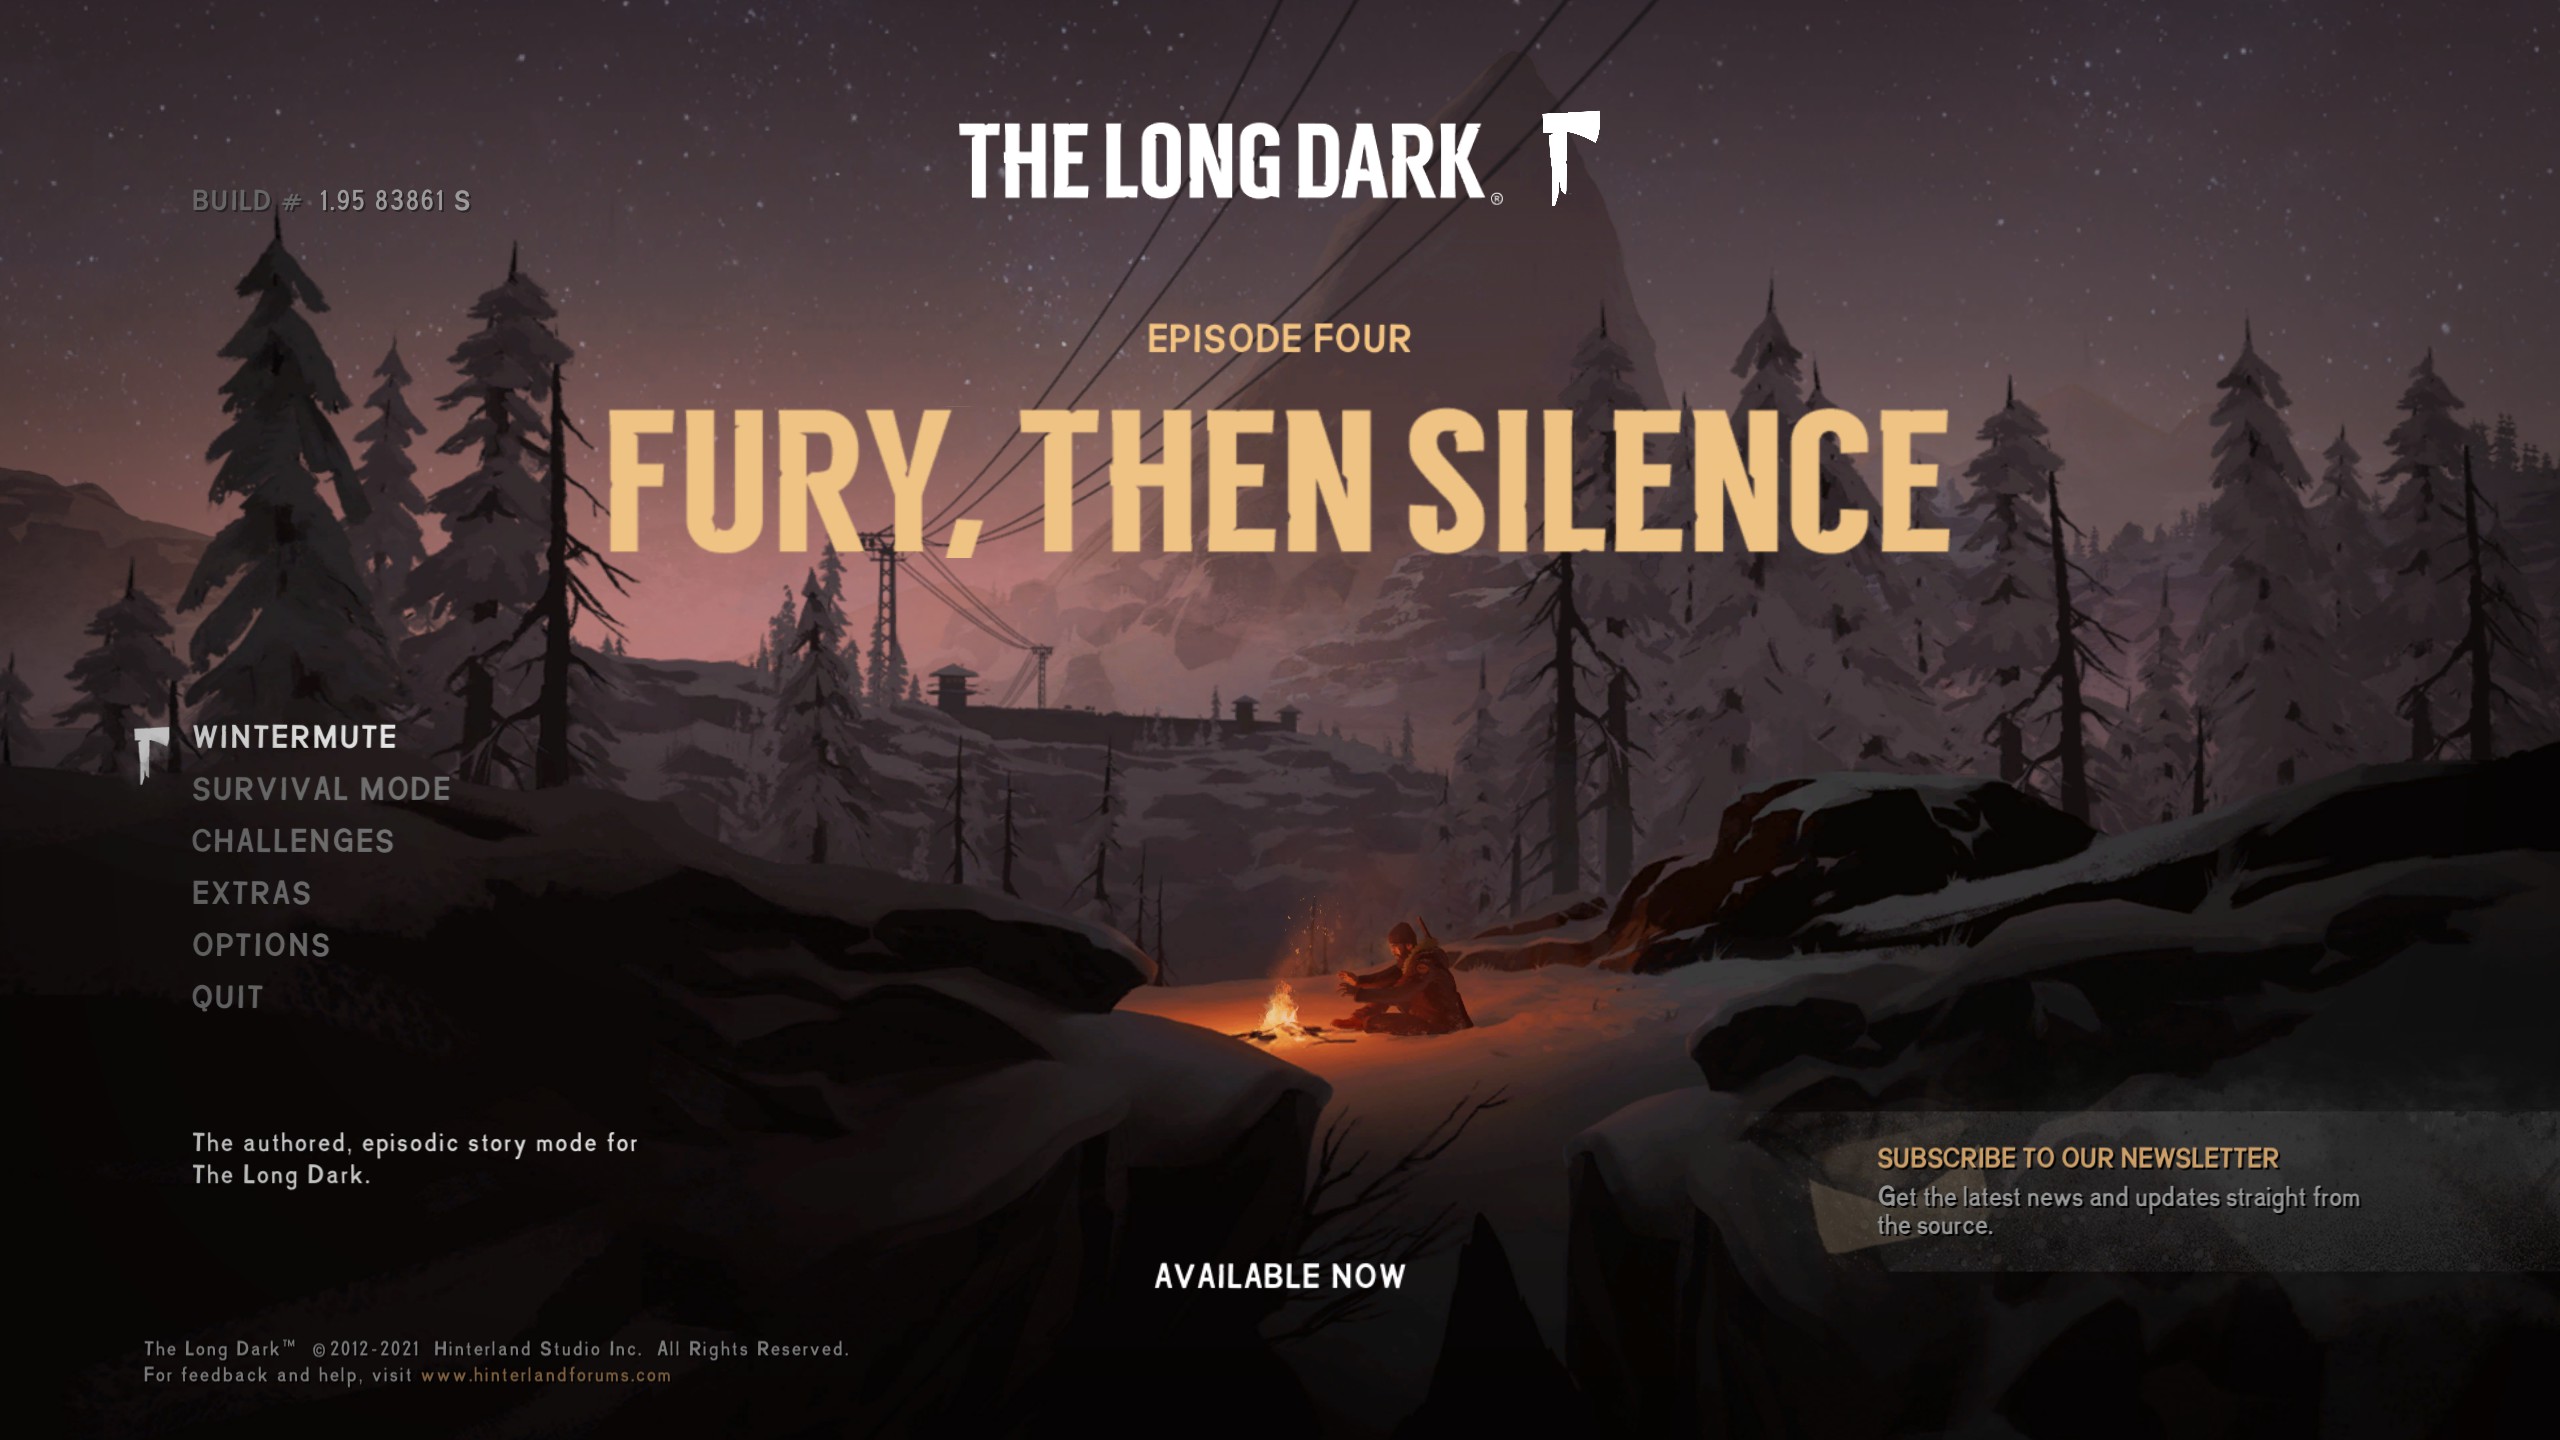 THE LONG DARK®
BUILD # 1.95 83861 S
EPISODE FOUR
FURY, THEN SILENCE
WINTERMUTE
SURVIVAL MODE
CHALLENGES
EXTRAS
OPTIONS
QUIT
The authored, episodic story mode for
The Long Dark.
SUBSCRIBE TO OUR NEWSLETTER
Get the latest news and updates straight from
the source.
AVAILABLE NOW
The Long Dark™ ©2012-2021 Hinterland Studio Inc. All Rights Reserved.
For feedback and help, visit www.hinterlandforums.com